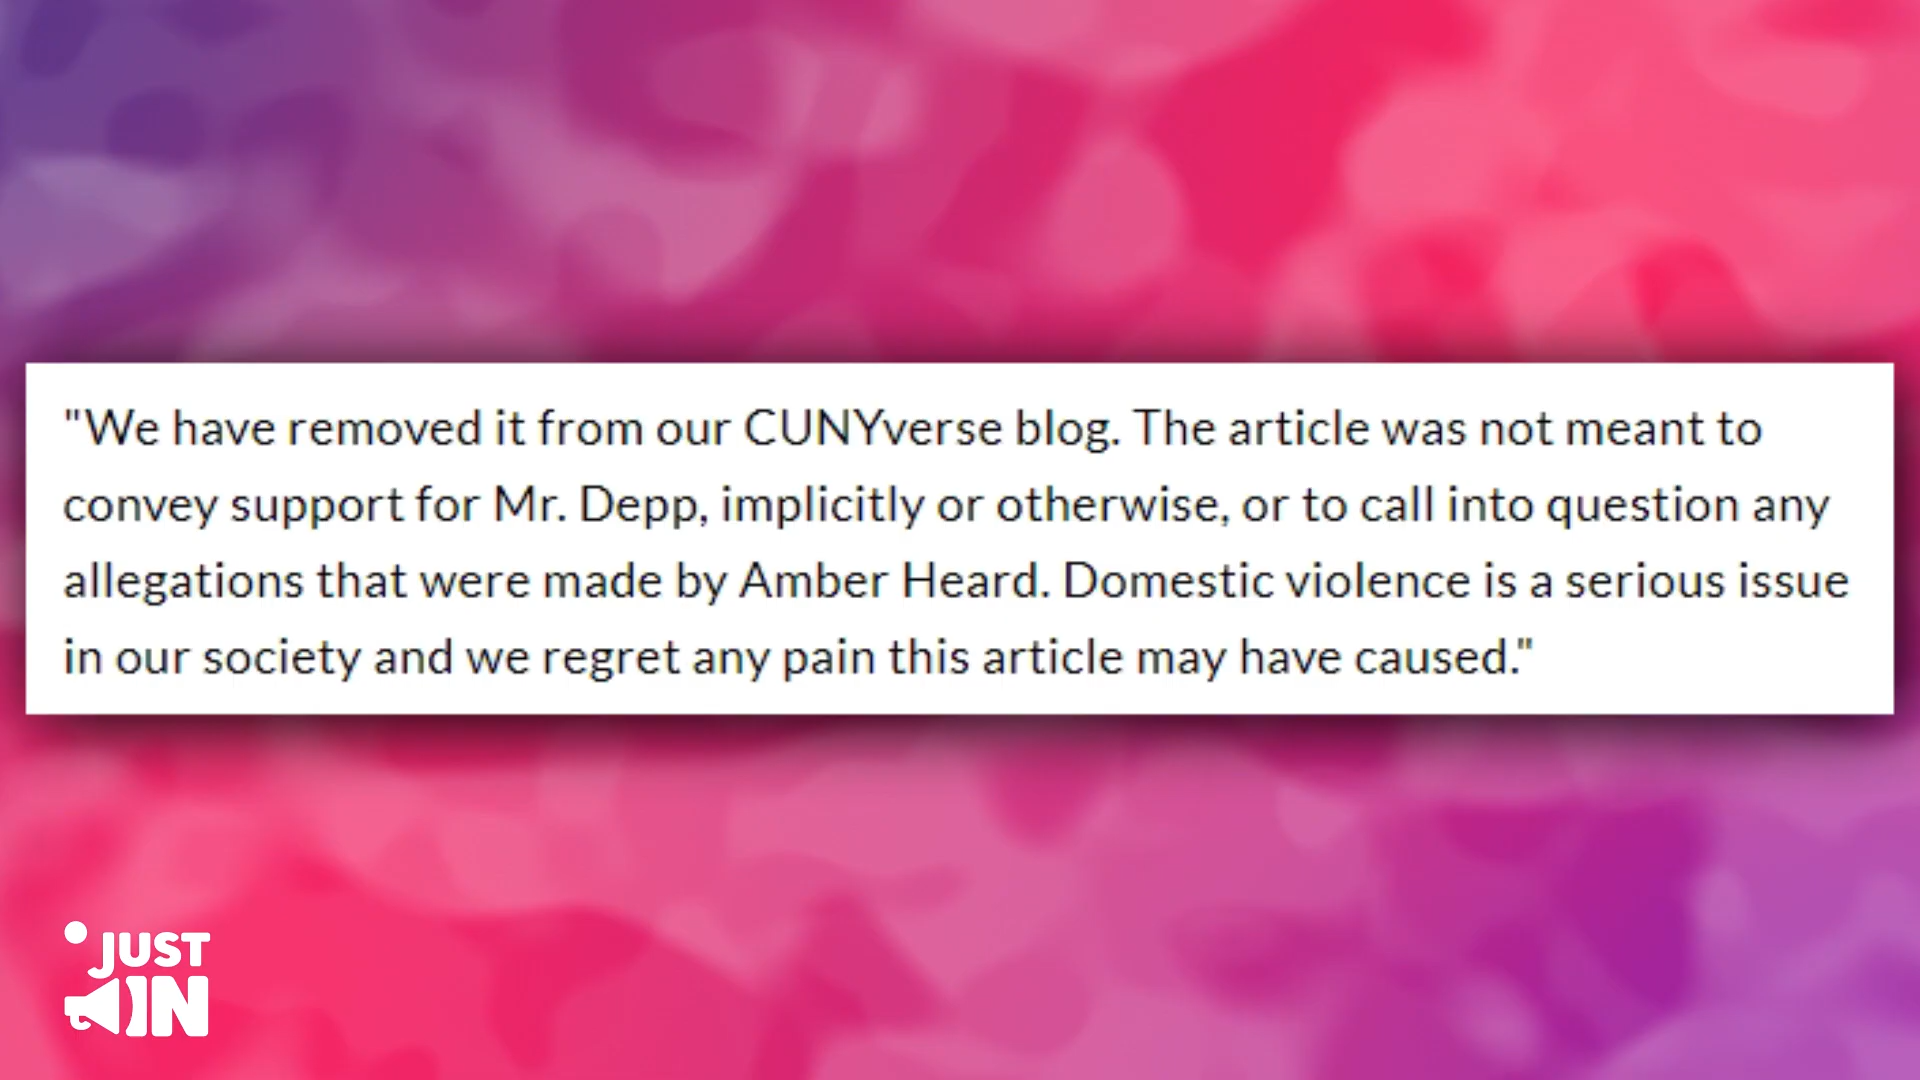 "We have removed it from our CUNYverse blog. The article was not meant to
convey support for Mr. Depp, implicitly or otherwise, or to call into question any
allegations that were made by Amber Heard. Domestic violence is a serious issue
in our society and we regret any pain this article may have caused."
JUST
IN